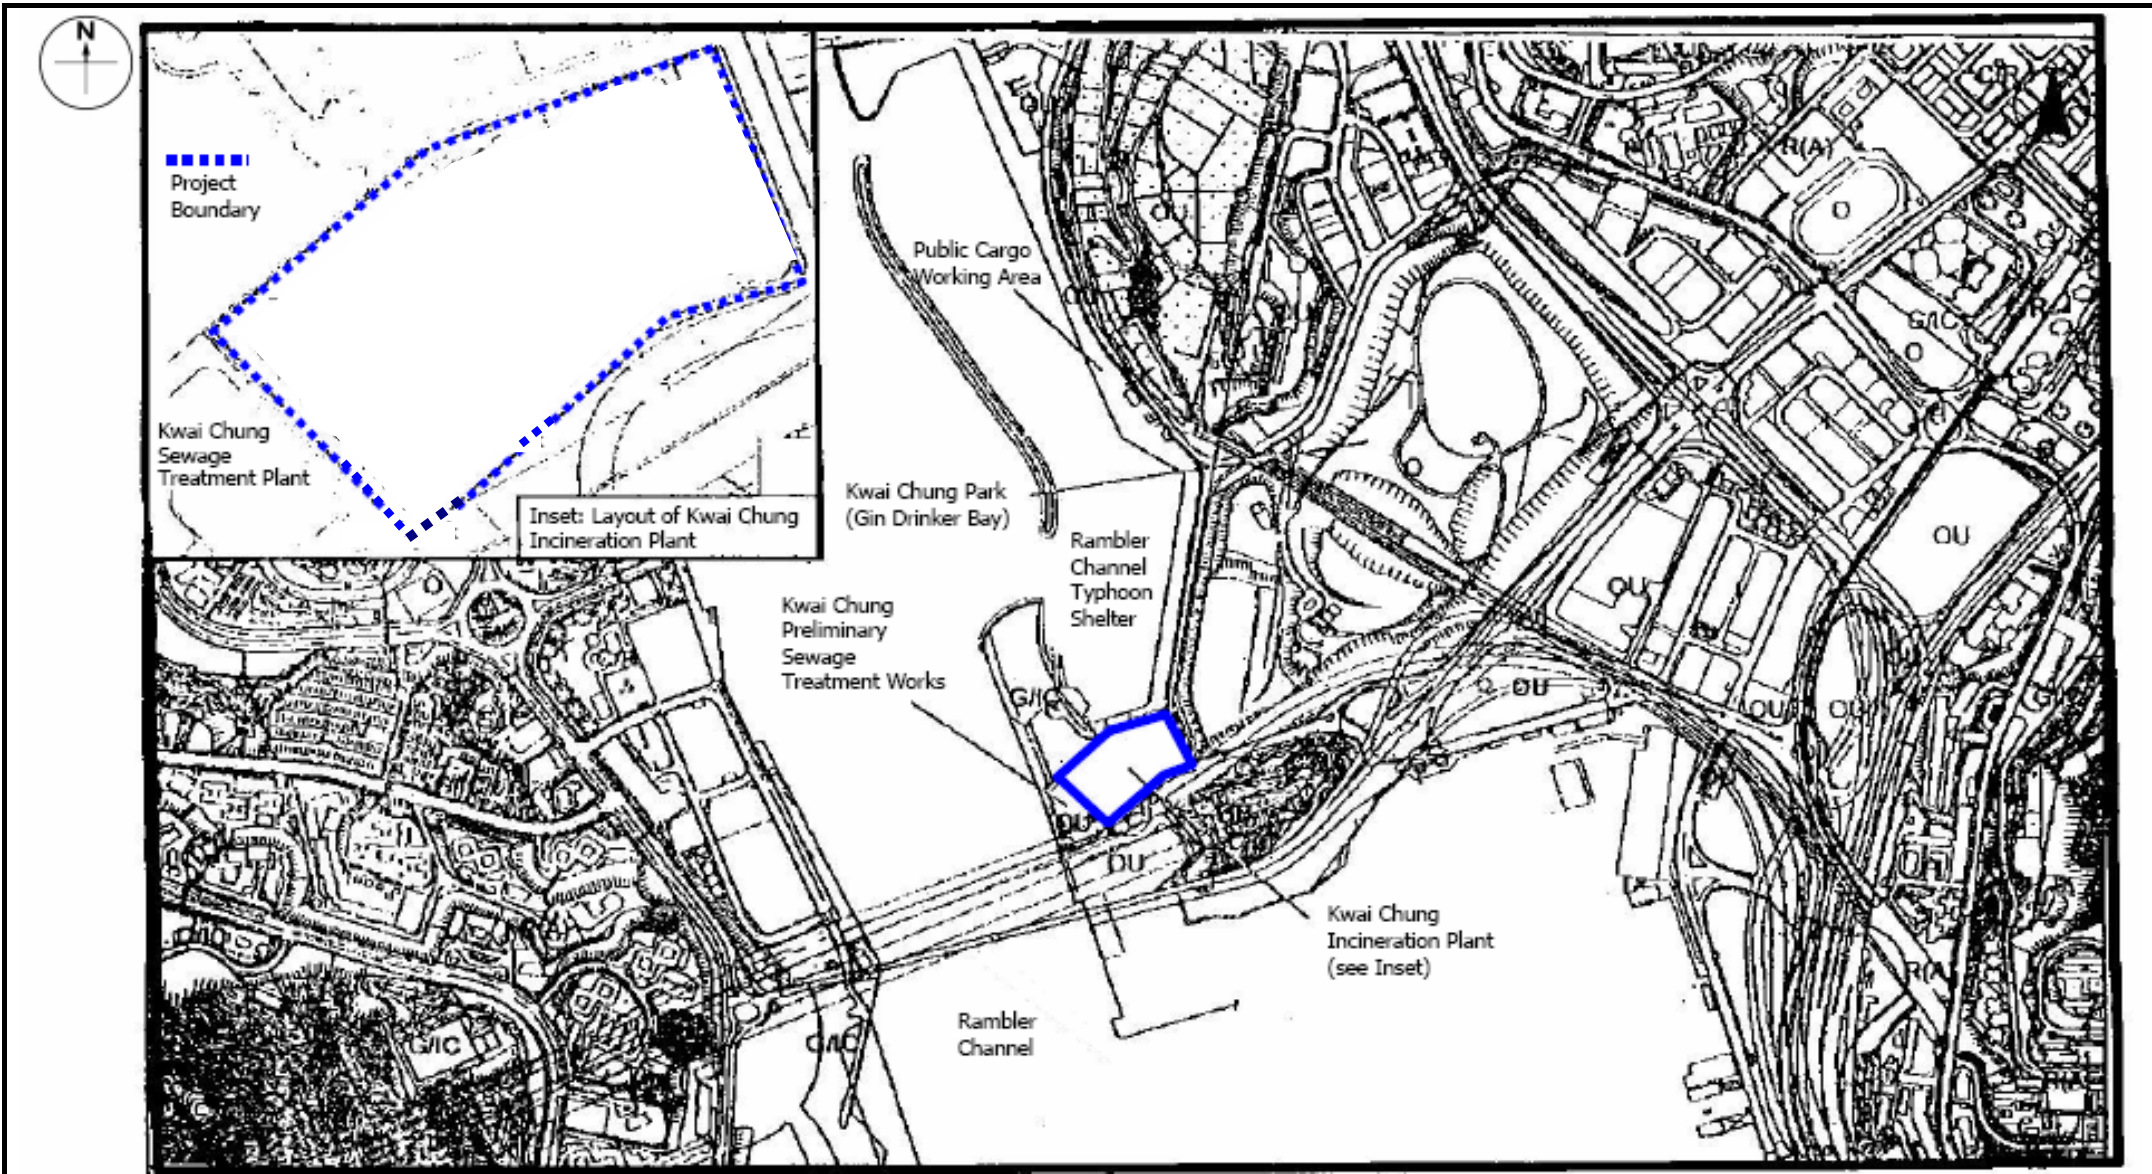 N
Project
Boundary
Kwai Chung
Sewage
Treatment Plant
Inset: Layout of Kwai Chung
Incineration Plant
Public Cargo
Working Area
Kwai Chung Park
(Gin Drinker Bay)
Rambler
Channel
Typhoon
Shelter
Kwai Chung
Preliminary
Sewage
Treatment Works
Kwai Chung
Incineration Plant
(see Inset)
Rambler
Channel
R(A)
O
OU
G/IC
O
O
OU
OU
OU
OU
OU
G/IC
OU
OU
O
G/IC
G/IC
R(A)